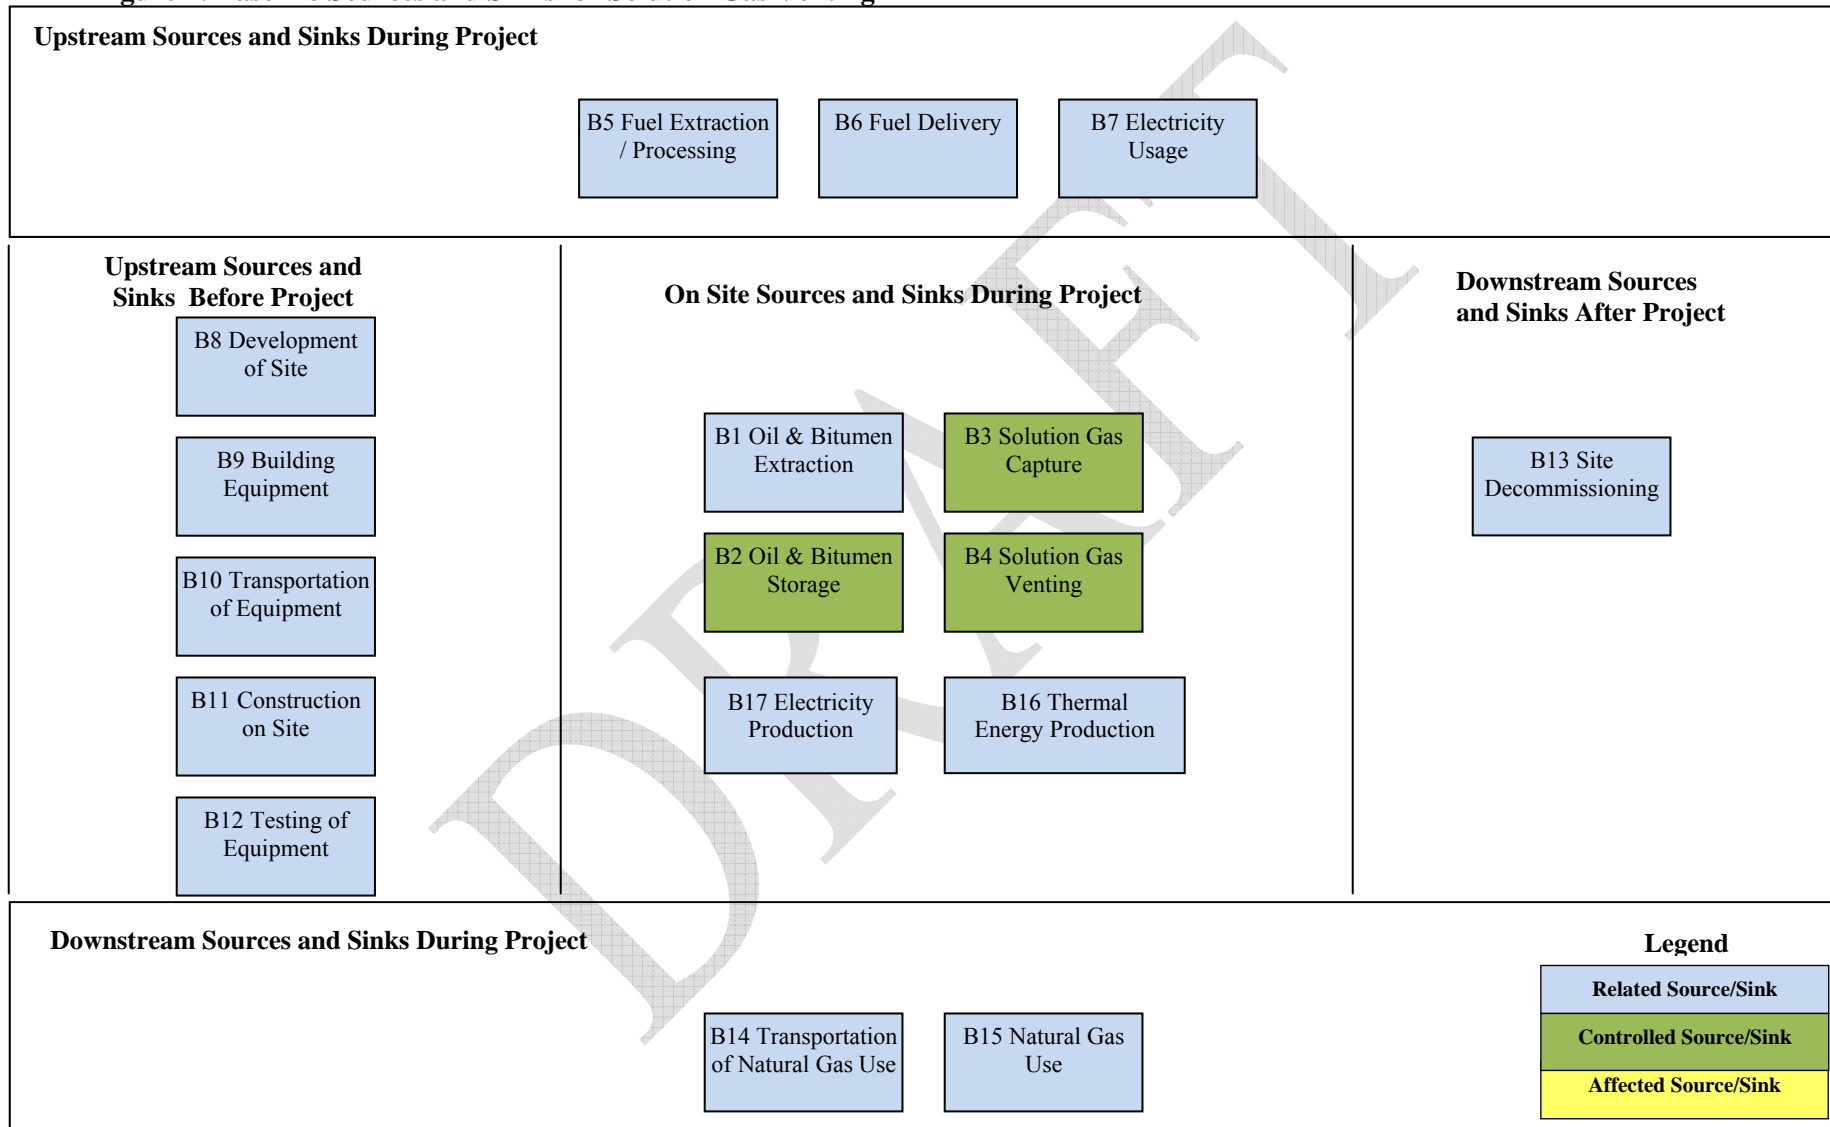 Upstream Sources and Sinks During Project
B5 Fuel Extraction
/ Processing
B6 Fuel Delivery
B7 Electricity
Usage
Upstream Sources and
Sinks Before Project
B8 Development
of Site
B9 Building
Equipment
B10 Transportation
of Equipment
B11 Construction
on Site
B12 Testing of
Equipment
On Site Sources and Sinks During Project
B1 Oil & Bitumen
Extraction
B3 Solution Gas
Capture
B2 Oil & Bitumen
Storage
B4 Solution Gas
Venting
B17 Electricity
Production
B16 Thermal
Energy Production
Downstream Sources
and Sinks After Project
B13 Site
Decommissioning
Downstream Sources and Sinks During Project
B14 Transportation
of Natural Gas Use
B15 Natural Gas
Use
Legend
Related Source/Sink
Controlled Source/Sink
Affected Source/Sink
DRAFT